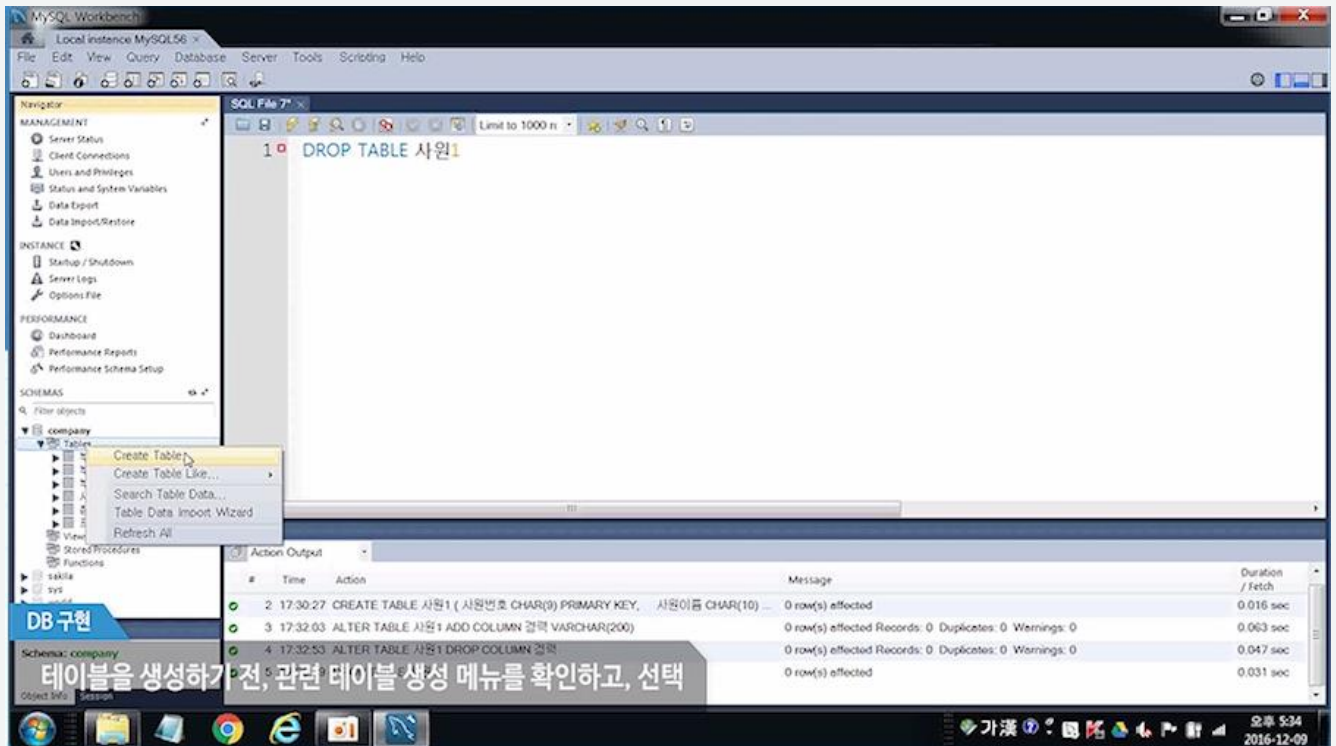 MySQL Workbench
Local instance MySQL56 ×
File Edit View Query Database Server Tools Scripting Help
Navigator
SQL File 7* ×
MANAGEMENT
Server Status
Client Connections
Users and Privileges
Status and System Variables
Data Export
Data Import/Restore
INSTANCE
Startup / Shutdown
Server Logs
Options File
PERFORMANCE
Dashboard
Performance Reports
Performance Schema Setup
SCHEMAS
Filter objects
company
Tables
Views
Stored Procedures
Functions
sakila
sys
Limit to 1000 r
1 DROP TABLE 사원1
Create Table...
Create Table Like...
Search Table Data...
Table Data Import Wizard
Refresh All
Action Output
# Time Action Message Duration / Fetch
2 17:30:27 CREATE TABLE 사원1 ( 사원번호 CHAR(9) PRIMARY KEY, 사원이름 CHAR(10) ... 0 row(s) affected 0.016 sec
3 17:32:03 ALTER TABLE 사원1 ADD COLUMN 경력 VARCHAR(200) 0 row(s) affected Records: 0 Duplicates: 0 Warnings: 0 0.063 sec
4 17:32:53 ALTER TABLE 사원1 DROP COLUMN 경력 0 row(s) affected Records: 0 Duplicates: 0 Warnings: 0 0.047 sec
5 0 row(s) affected 0.031 sec
DB 구현
Schema: company
테이블을 생성하기 전, 관련 테이블 생성 메뉴를 확인하고, 선택
Object Info Session
가漢
오후 5:34
2016-12-09